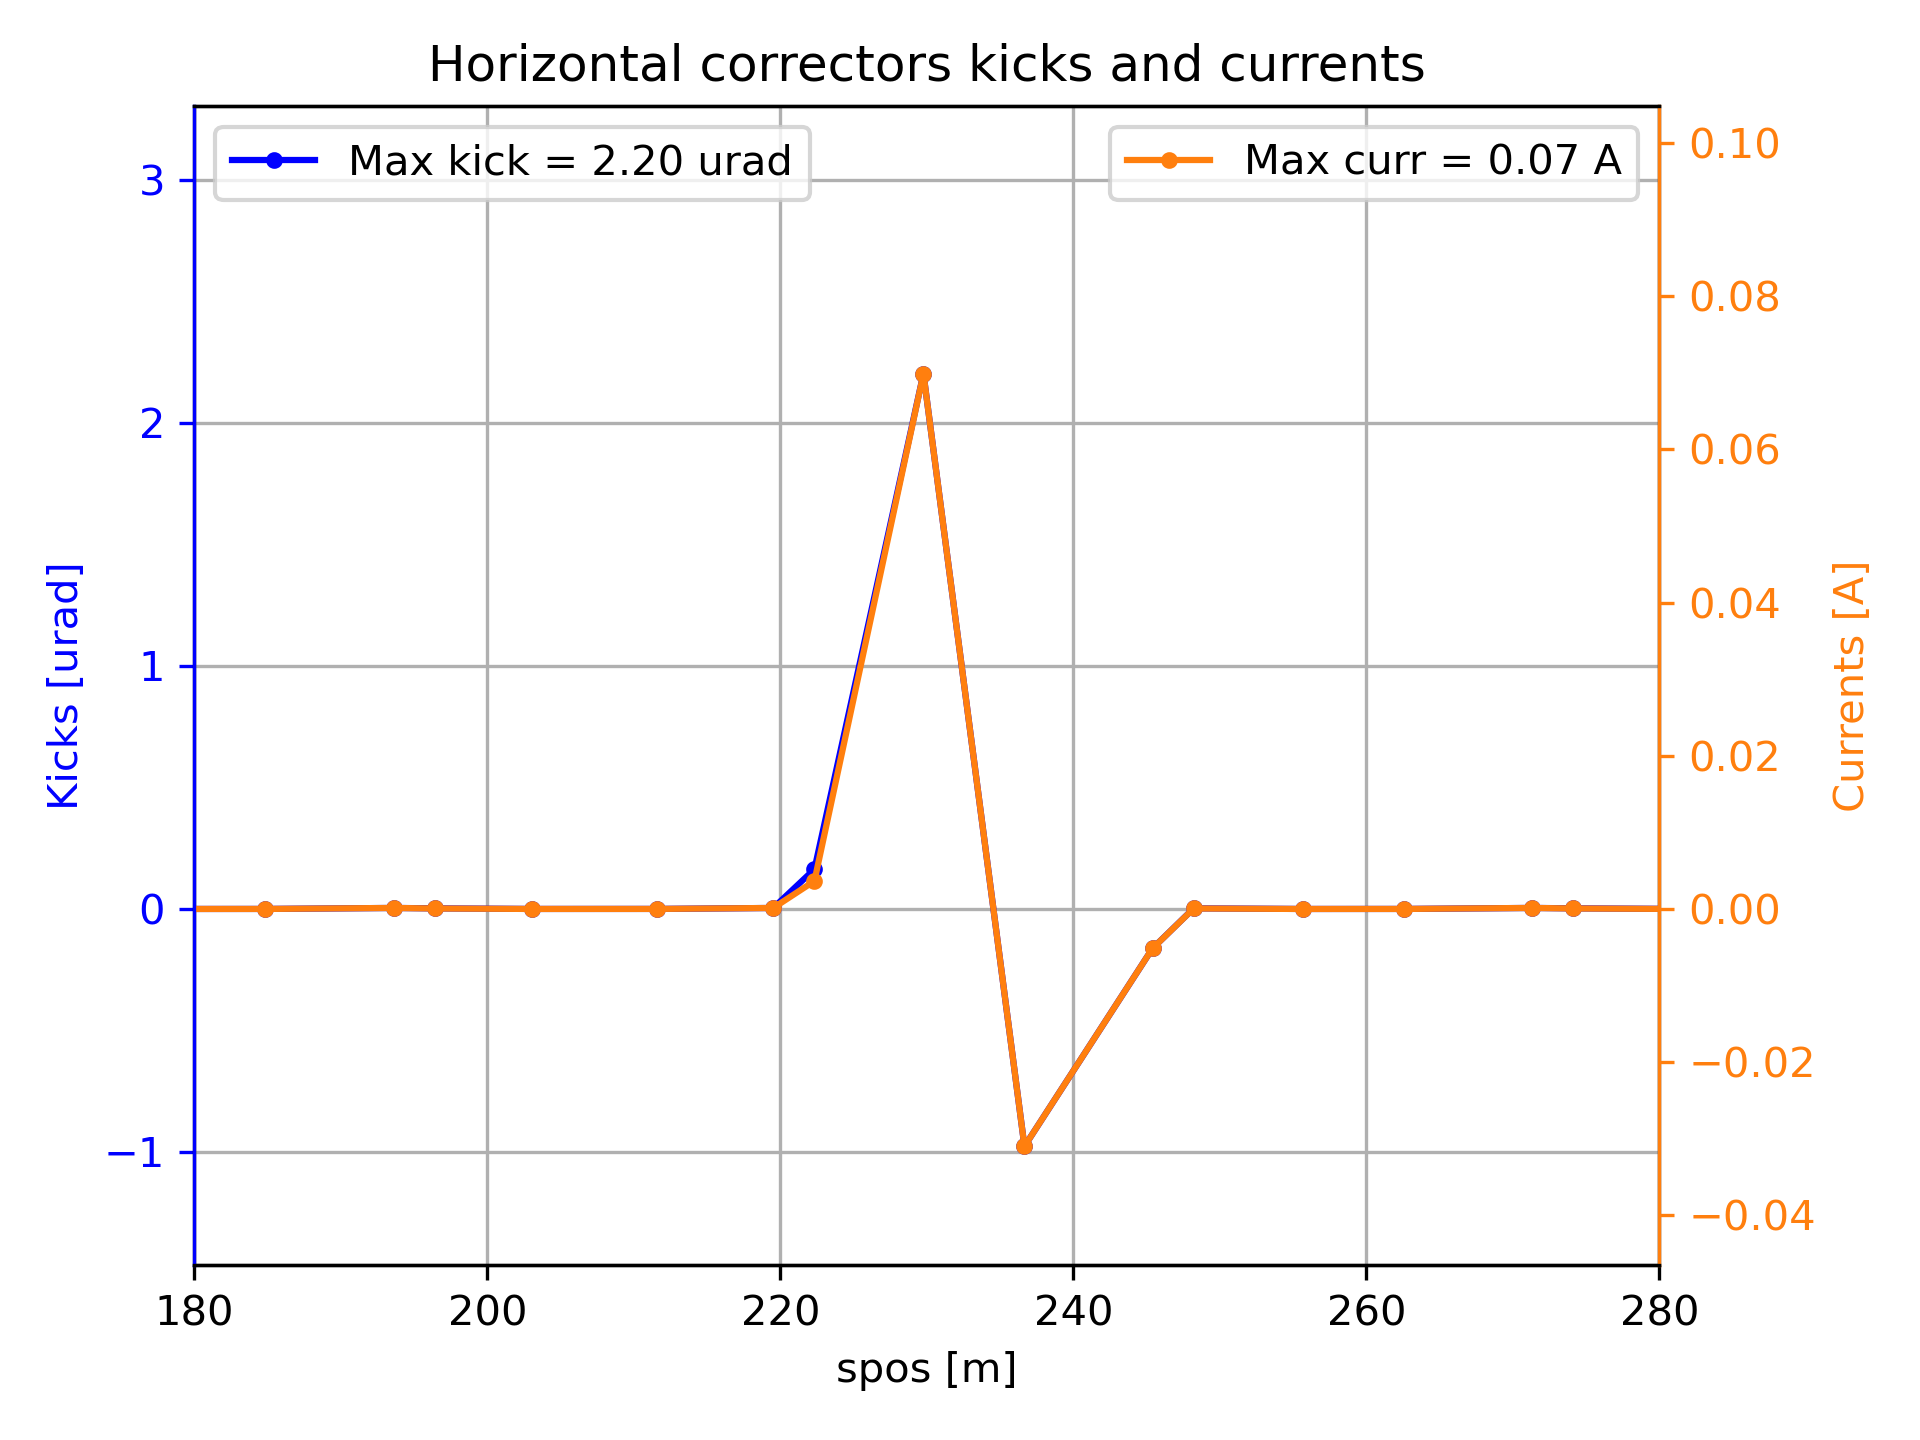 Horizontal correctors kicks and currents
Max kick = 2.20 urad
Max curr = 0.07 A
3
2
1
0
−1
Kicks [urad]
0.10
0.08
0.06
0.04
0.02
0.00
−0.02
−0.04
Currents [A]
180 200 220 240 260 280
spos [m]